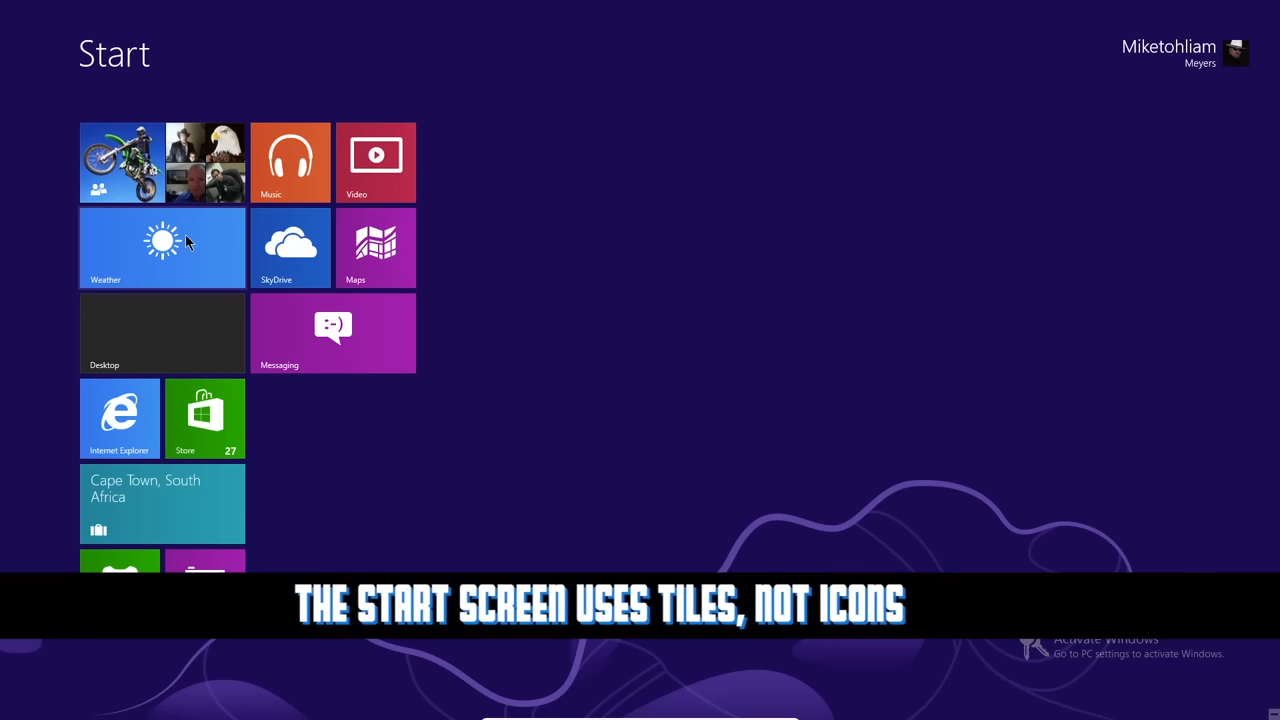 Start
Miketohliam
Meyers
Music
Video
Weather
SkyDrive
Maps
Desktop
:-)
Messaging
Internet Explorer
Store
27
Cape Town, South
Africa
THE START SCREEN USES TILES, NOT ICONS
Activate Windows
Go to PC settings to activate Windows.